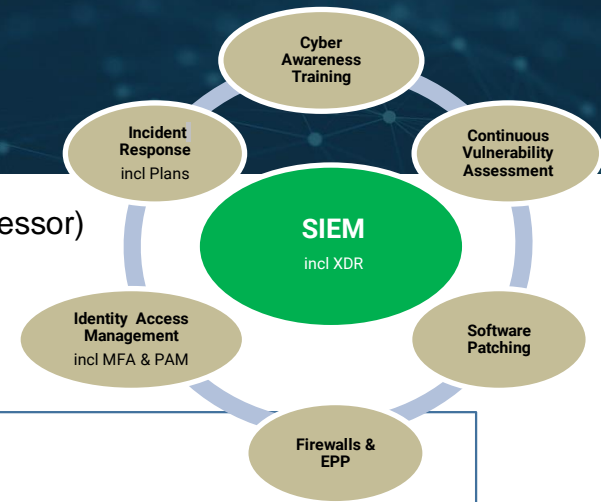 Cyber
Awareness
Training
Incident
Response
incl Plans
Continuous
Vulnerability
Assessment
essor)
SIEM
incl XDR
Identity Access
Management
incl MFA & PAM
Software
Patching
Firewalls &
EPP